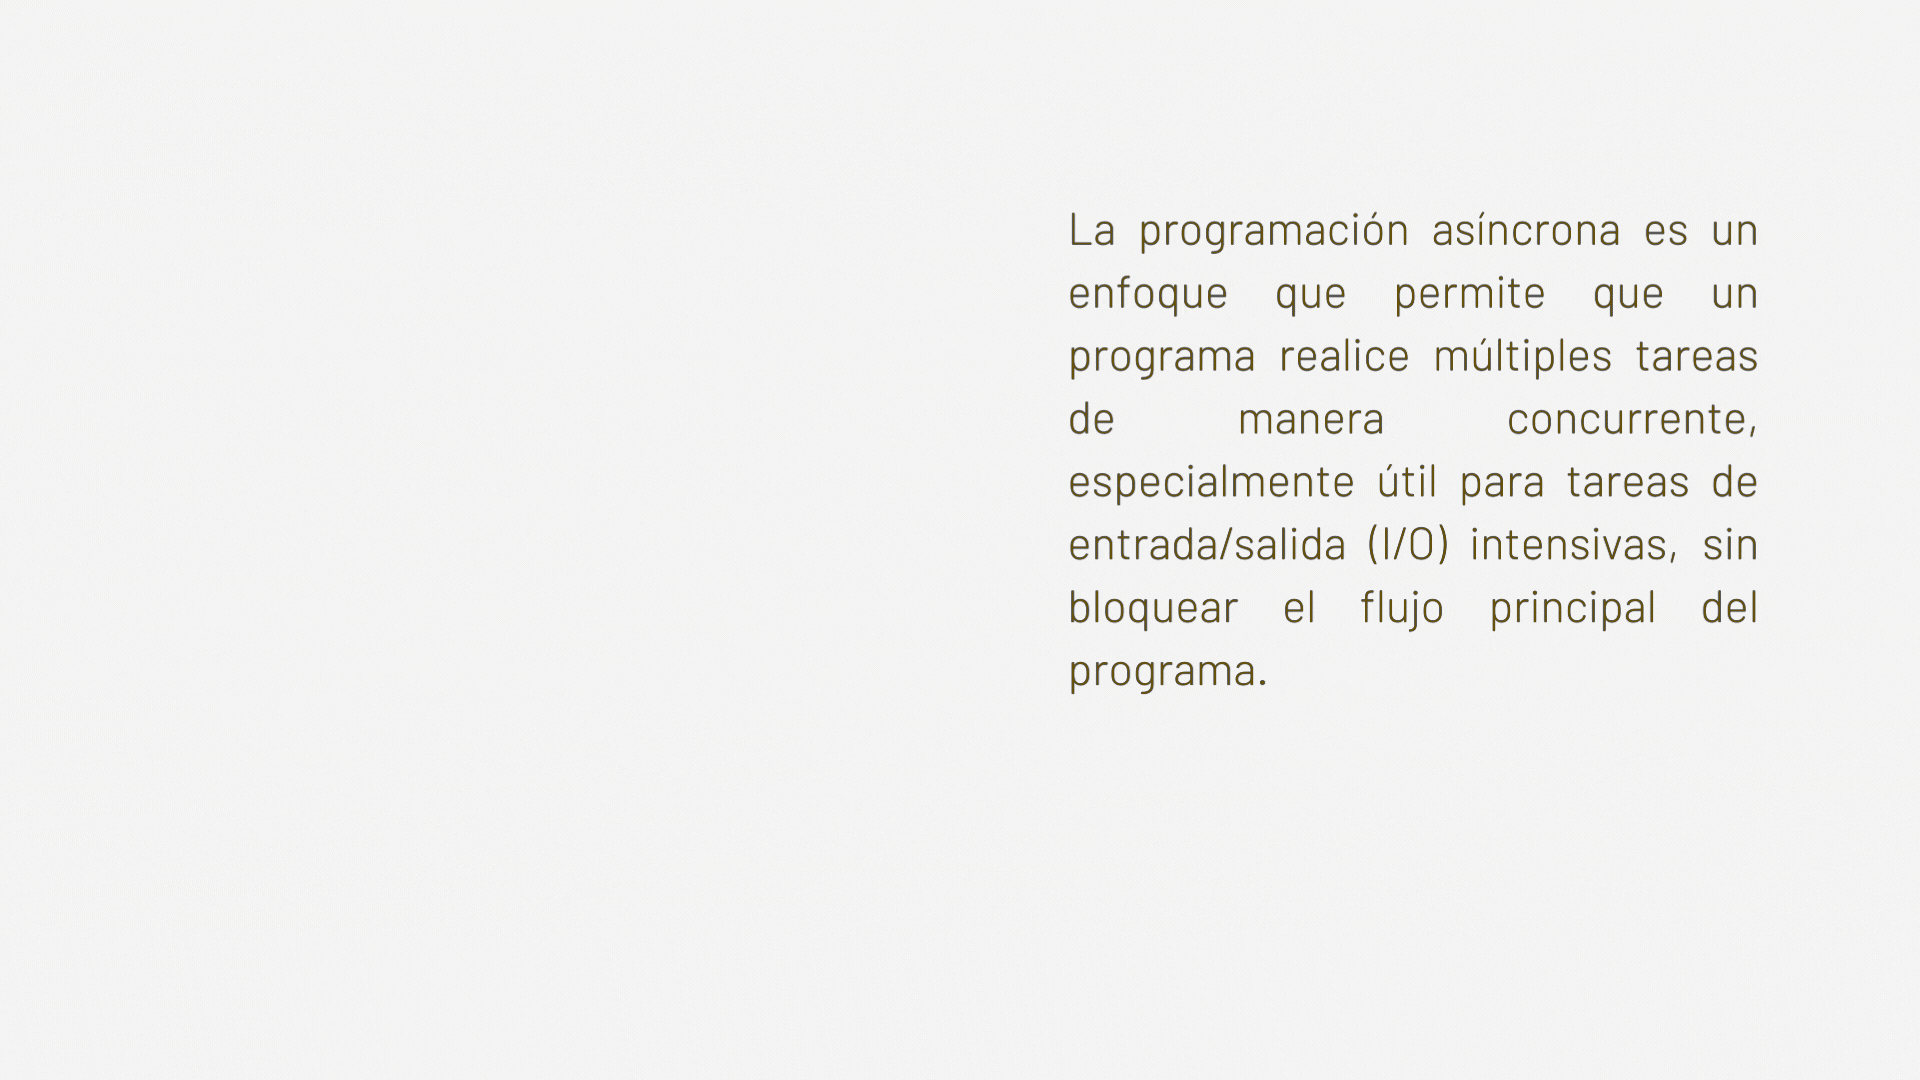 La programación asíncrona es un
enfoque que permite que un
programa realice múltiples tareas
de manera concurrente,
especialmente útil para tareas de
entrada/salida (I/O) intensivas, sin
bloquear el flujo principal del
programa.